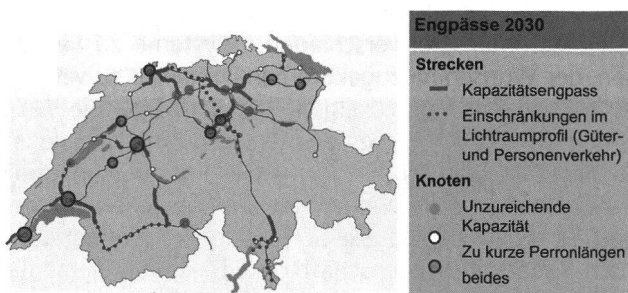 Engpässe 2030
Strecken
Kapazitätsengpass
Einschränkungen im
Lichtraumprofil (Güter-
und Personenverkehr)
Knoten
Unzureichende
Kapazität
Zu kurze Perronlängen
beides